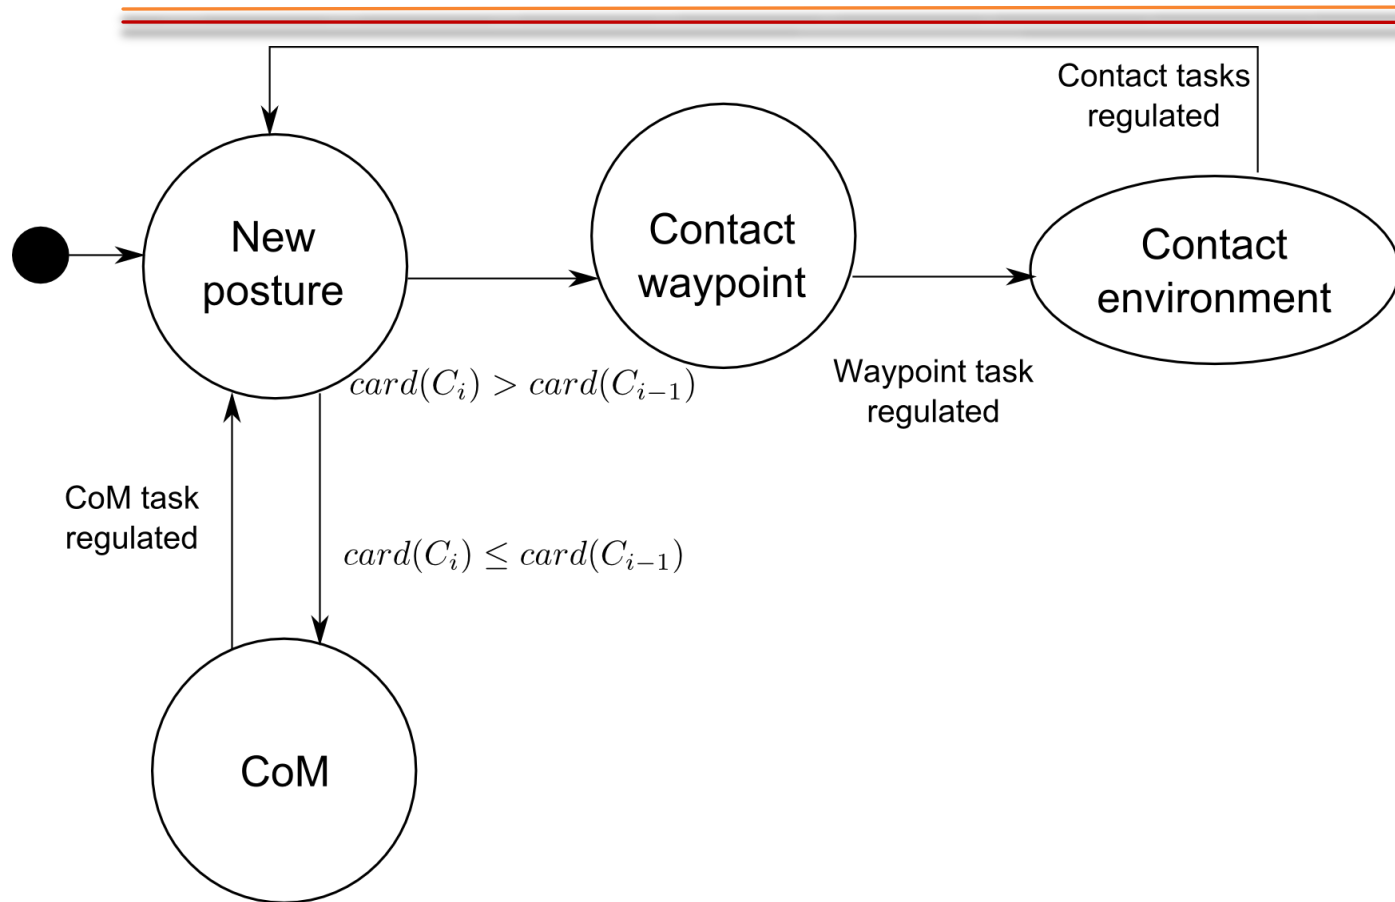 Contact tasks
regulated
New
posture
Contact
waypoint
Contact
environment
$card(C_i) > card(C_{i-1})$
Waypoint task
regulated
CoM task
regulated
$card(C_i) \leq card(C_{i-1})$
CoM